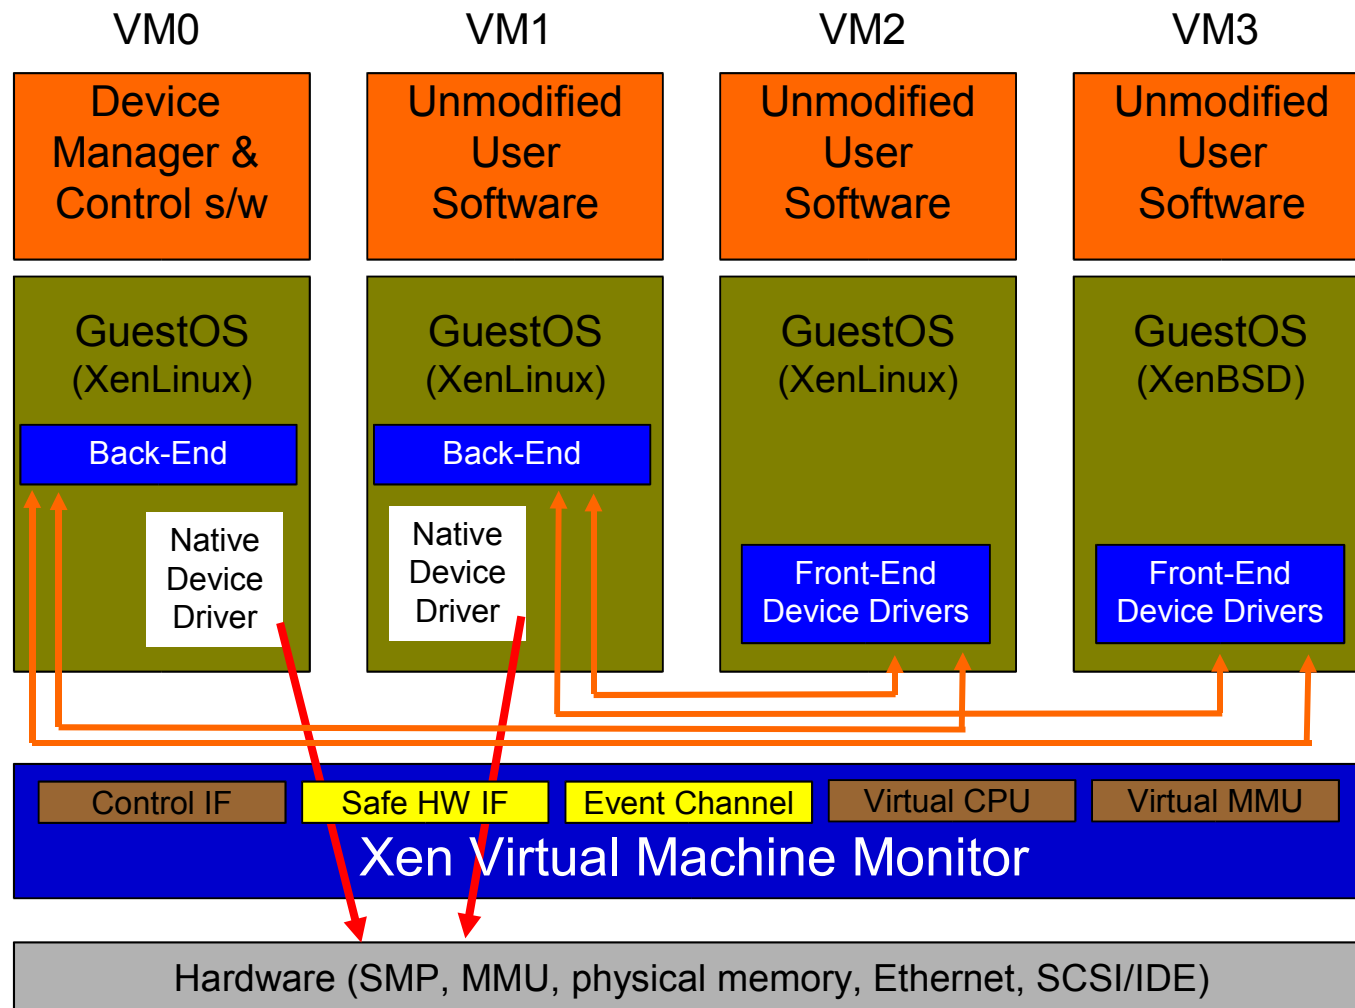 VM0
VM1
VM2
VM3
Device
Manager &
Control s/w
Unmodified
User
Software
Unmodified
User
Software
Unmodified
User
Software
GuestOS
(XenLinux)
GuestOS
(XenLinux)
GuestOS
(XenLinux)
GuestOS
(XenBSD)
Back-End
Back-End
Native
Device
Driver
Native
Device
Driver
Front-End
Device Drivers
Front-End
Device Drivers
Control IF
Safe HW IF
Event Channel
Virtual CPU
Virtual MMU
Xen Virtual Machine Monitor
Hardware (SMP, MMU, physical memory, Ethernet, SCSI/IDE)